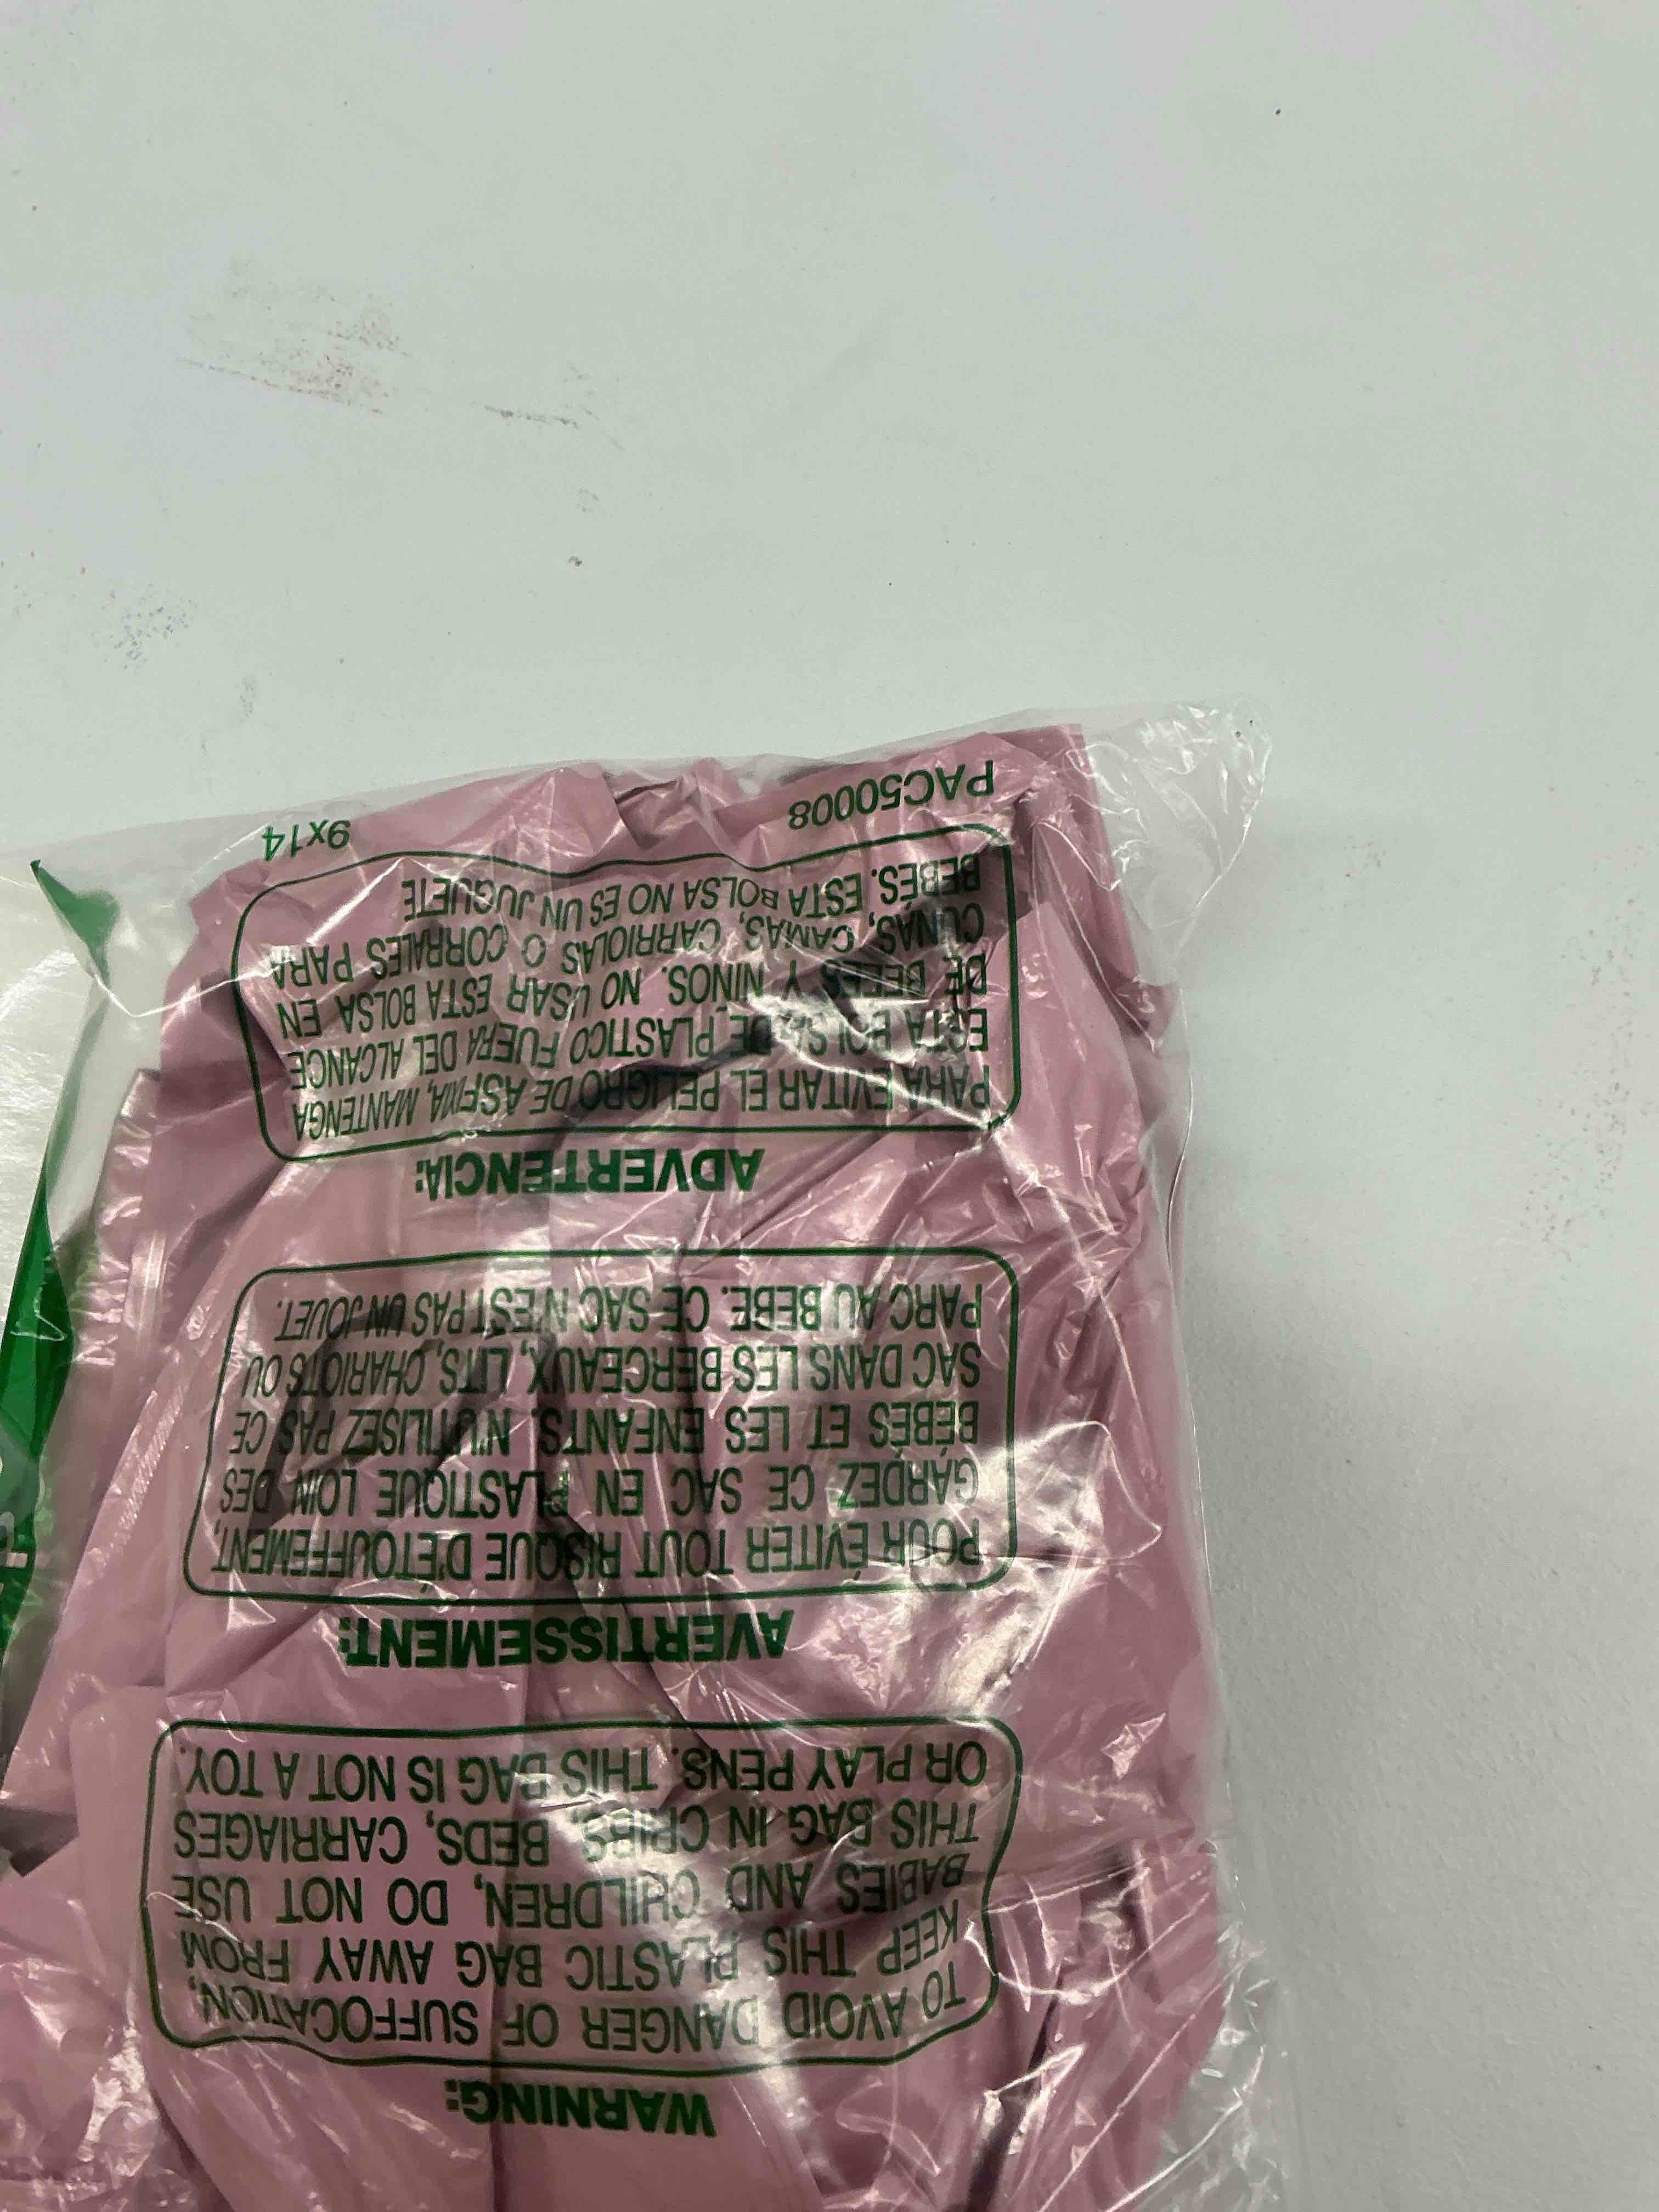 WARNING:
TO AVOID DANGER OF SUFFOCATION,
KEEP THIS PLASTIC BAG AWAY FROM
BABIES AND CHILDREN, DO NOT USE
THIS BAG IN CRIBS, BEDS, CARRIAGES
OR PLAY PENS. THIS BAG IS NOT A TOY.
AVERTISSEMENT:
POUR ÉVITER TOUT RISQUE D'ÉTOUFFEMENT,
GARDEZ CE SAC EN PLASTIQUE LOIN DES
BÉBÉS ET LES ENFANTS. N'UTILISEZ PAS CE
SAC DANS LES BERCEAUX, LITS, CHARIOTS OU
PARC AU BEBE. CE SAC N'EST PAS UN JOUET.
ADVERTENCIA:
PARA EVITAR EL PELIGRO DE ASFIXIA, MANTENGA
ESTA BOLSA DE PLASTICO FUERA DEL ALCANCE
DE BEBES Y NINOS. NO USAR ESTA BOLSA EN
CUNAS, CAMAS, CARRIOLAS O CORRALES PARA
BEBÉS. ESTA BOLSA NO ES UN JUGUETE
PAC50008 9x14